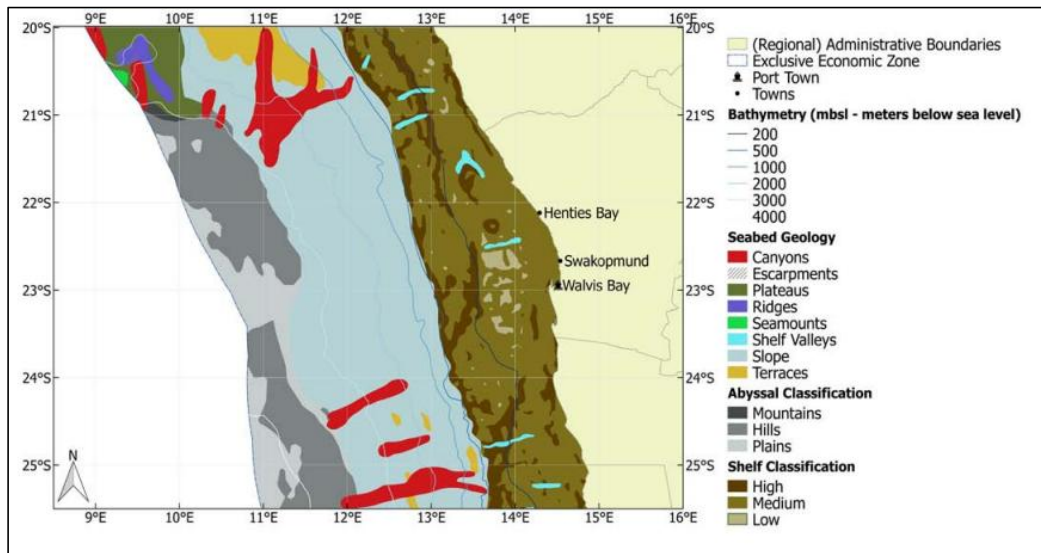 9°E 10°E 11°E 12°E 13°E 14°E 15°E 16°E
20°S 20°S
21°S 21°S
22°S 22°S
23°S 23°S
24°S 24°S
25°S 25°S
9°E 10°E 11°E 12°E 13°E 14°E 15°E 16°E
N
Henties Bay
Swakopmund
Walvis Bay
(Regional) Administrative Boundaries
Exclusive Economic Zone
Port Town
Towns
Bathymetry (mbsl - meters below sea level)
200
500
1000
2000
3000
4000
Seabed Geology
Canyons
Escarpments
Plateaus
Ridges
Seamounts
Shelf Valleys
Slope
Terraces
Abyssal Classification
Mountains
Hills
Plains
Shelf Classification
High
Medium
Low